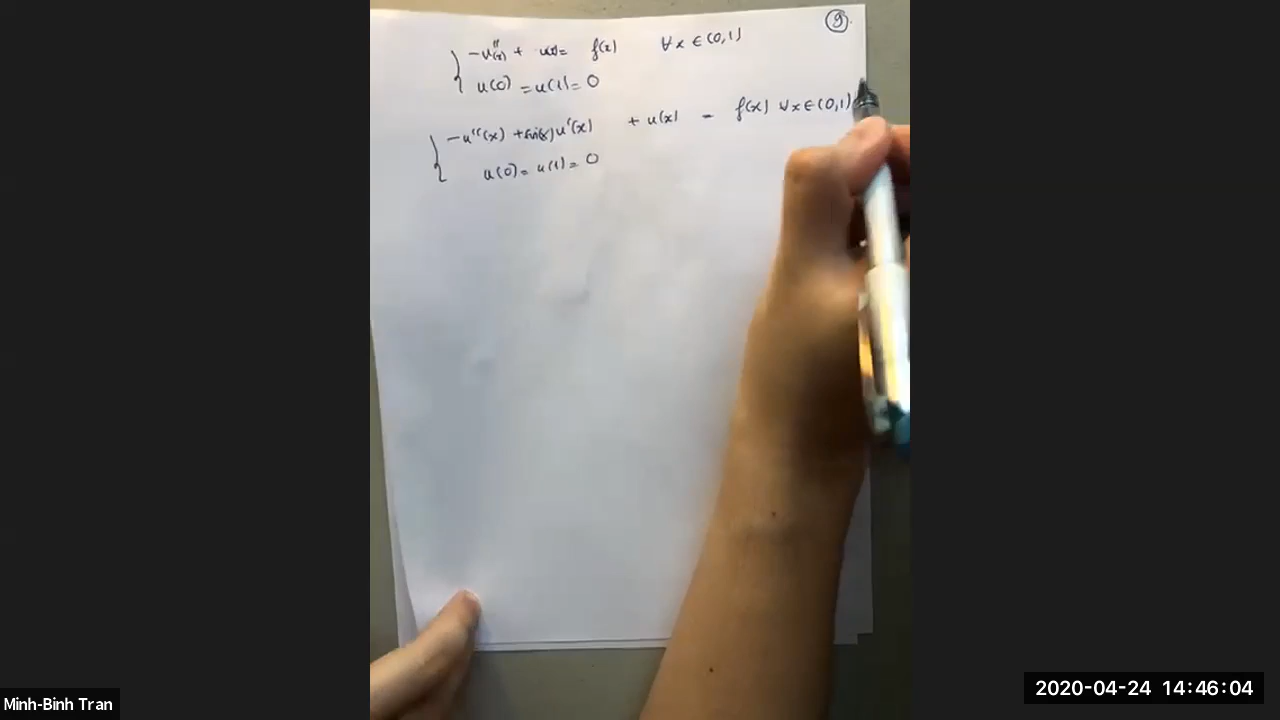 9
-u''(x) + u(x) = f(x) ∀x ∈ (0,1)
u(0) = u(1) = 0
-u''(x) + sin(x)u'(x) + u(x) = f(x) ∀x ∈ (0,1)
u(0) = u(1) = 0
Minh-Binh Tran
2020-04-24 14:46:04